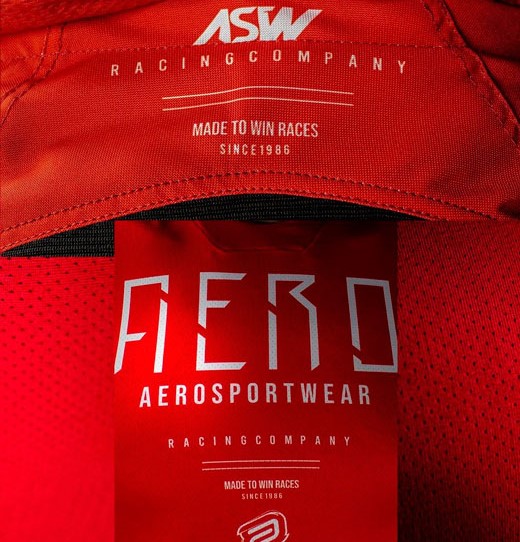 ASW
RACINGCOMPANY
MADE TO WIN RACES
SINCE1986
AERO
AEROSPORTWEAR
RACINGCOMPANY
MADE TO WIN RACES
SINCE1986